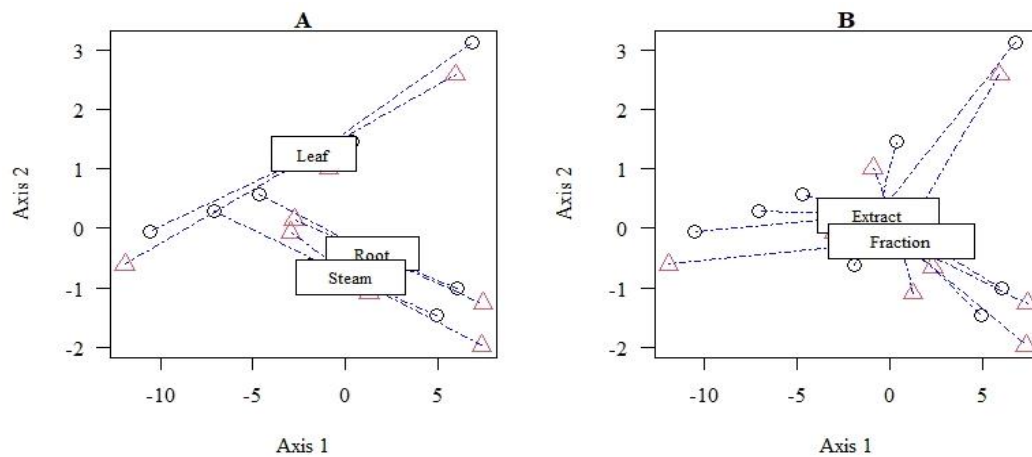 A
3
2
1
0
-1
-2
Axis 2
Leaf
Root
Steam
-10 -5 0 5
Axis 1
B
3
2
1
0
-1
-2
Axis 2
Extract
Fraction
-10 -5 0 5
Axis 1